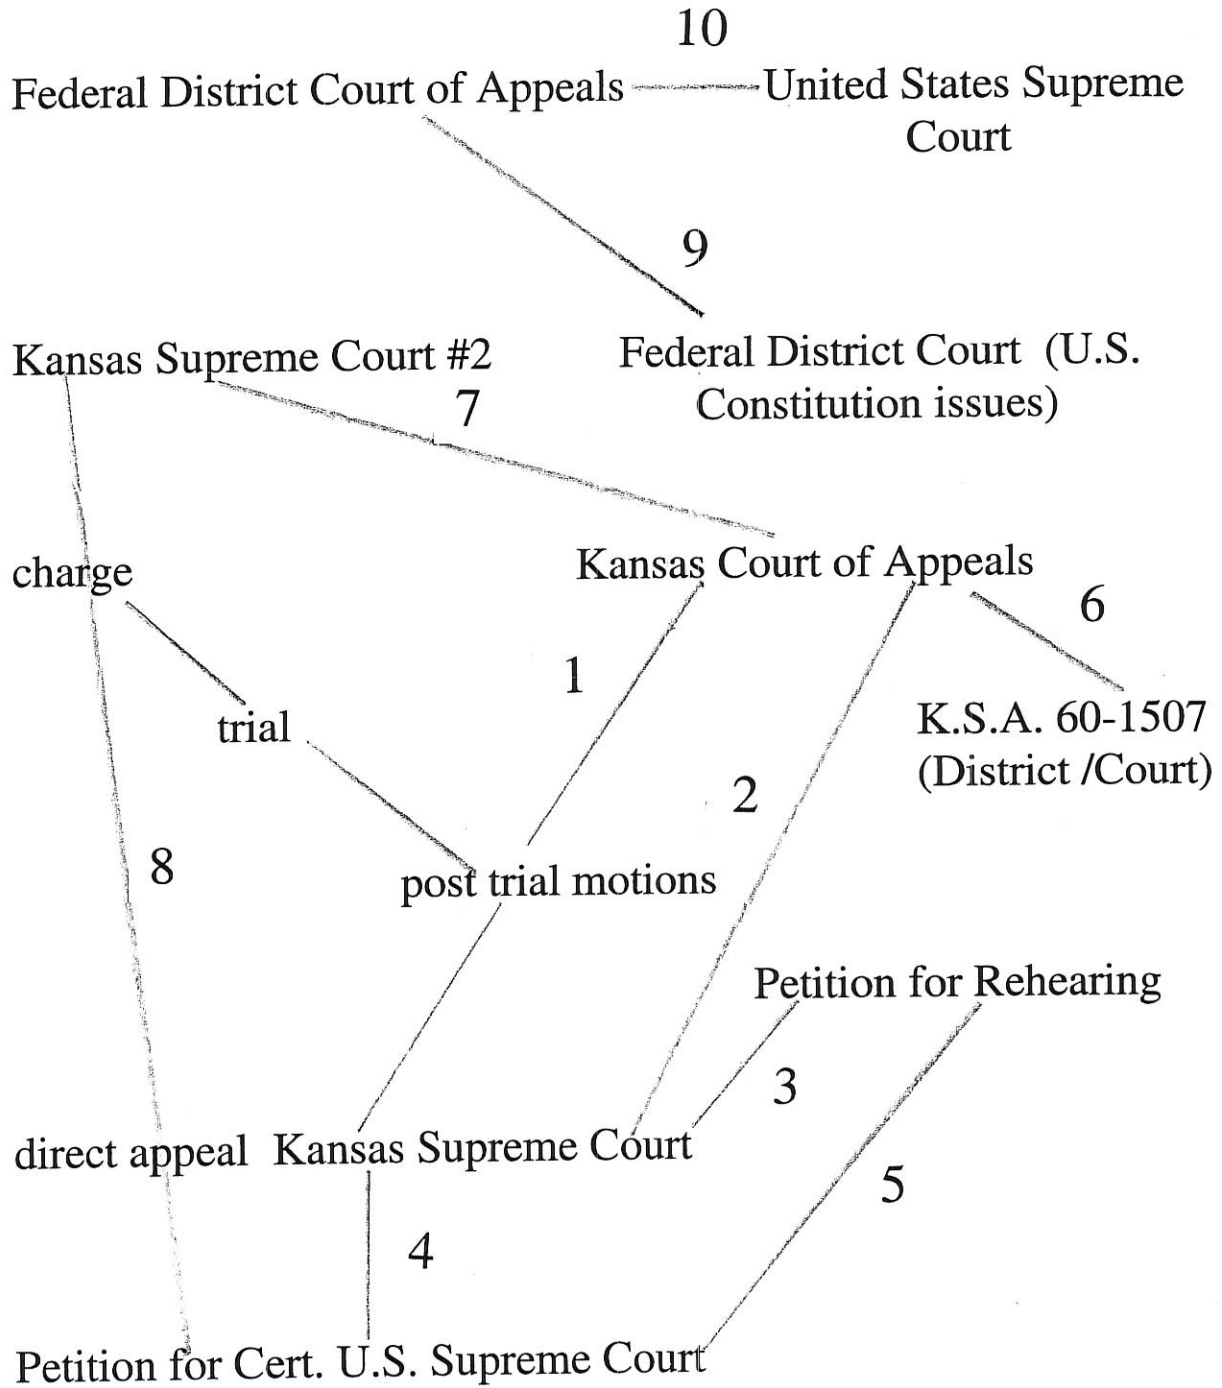 10
Federal District Court of Appeals
United States Supreme
Court
9
Kansas Supreme Court #2
Federal District Court (U.S.
Constitution issues)
7
charge
Kansas Court of Appeals
6
1
trial
K.S.A. 60-1507
(District /Court)
2
8
post trial motions
Petition for Rehearing
3
direct appeal Kansas Supreme Court
5
4
Petition for Cert. U.S. Supreme Court